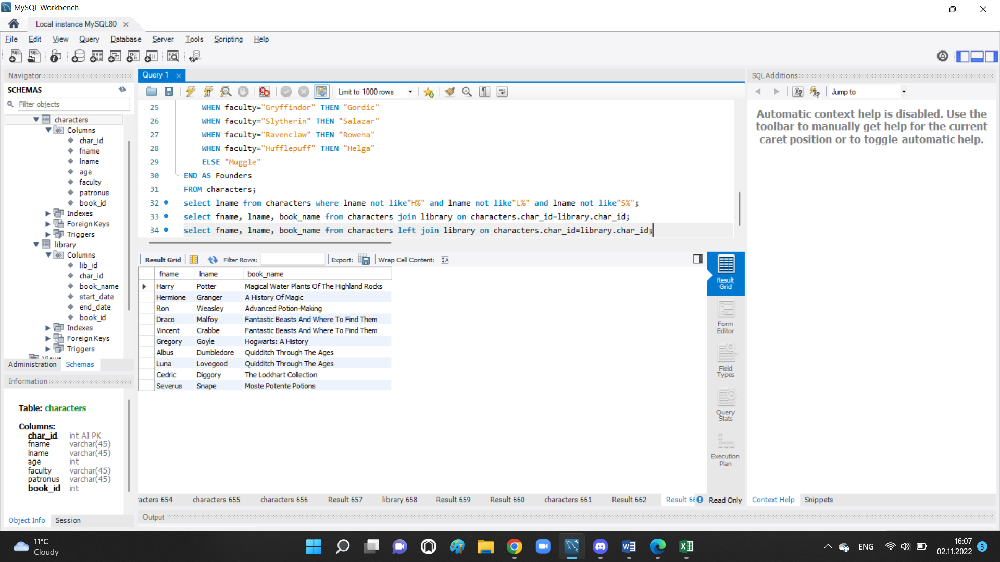 MySQL Workbench
Local instance MySQL80
File Edit View Query Database Server Tools Scripting Help
Navigator
SCHEMAS
Filter objects
characters
Columns
char_id
fname
lname
age
faculty
patronus
book_id
Indexes
Foreign Keys
Triggers
library
Columns
lib_id
char_id
book_name
start_date
end_date
book_id
Indexes
Foreign Keys
Triggers
Administration Schemas
Information
Table: characters
Columns:
char_id int AI PK
fname varchar(45)
lname varchar(45)
age int
faculty varchar(45)
patronus varchar(45)
book_id int
Object Info Session
Query 1
Limit to 1000 rows
25 WHEN faculty="Gryffindor" THEN "Gordic"
26 WHEN faculty="Slytherin" THEN "Salazar"
27 WHEN faculty="Ravenclaw" THEN "Rowena"
28 WHEN faculty="Hufflepuff" THEN "Helga"
29 ELSE "Muggle"
30 END AS Founders
31 FROM characters;
32 select lname from characters where lname not like"H%" and lname not like"L%" and lname not like"S%";
33 select fname, lname, book_name from characters join library on characters.char_id=library.char_id;
34 select fname, lname, book_name from characters left join library on characters.char_id=library.char_id;
Result Grid Filter Rows: Export: Wrap Cell Content:
fname lname book_name
Harry Potter Magical Water Plants Of The Highland Rocks
Hermione Granger A History Of Magic
Ron Weasley Advanced Potion-Making
Draco Malfoy Fantastic Beasts And Where To Find Them
Vincent Crabbe Fantastic Beasts And Where To Find Them
Gregory Goyle Hogwarts: A History
Albus Dumbledore Quidditch Through The Ages
Luna Lovegood Quidditch Through The Ages
Cedric Diggory The Lockhart Collection
Severus Snape Moste Potente Potions
Result
Grid
Form
Editor
Field
Types
Query
Stats
Execution
Plan
racters 654 characters 655 characters 656 Result 657 library 658 Result 659 Result 660 characters 661 Result 662 Result 66 Read Only
Output
SQLAdditions
Jump to
Automatic context help is disabled. Use the
toolbar to manually get help for the current
caret position or to toggle automatic help.
Context Help Snippets
11°C
Cloudy
ENG
16:07
02.11.2022
3